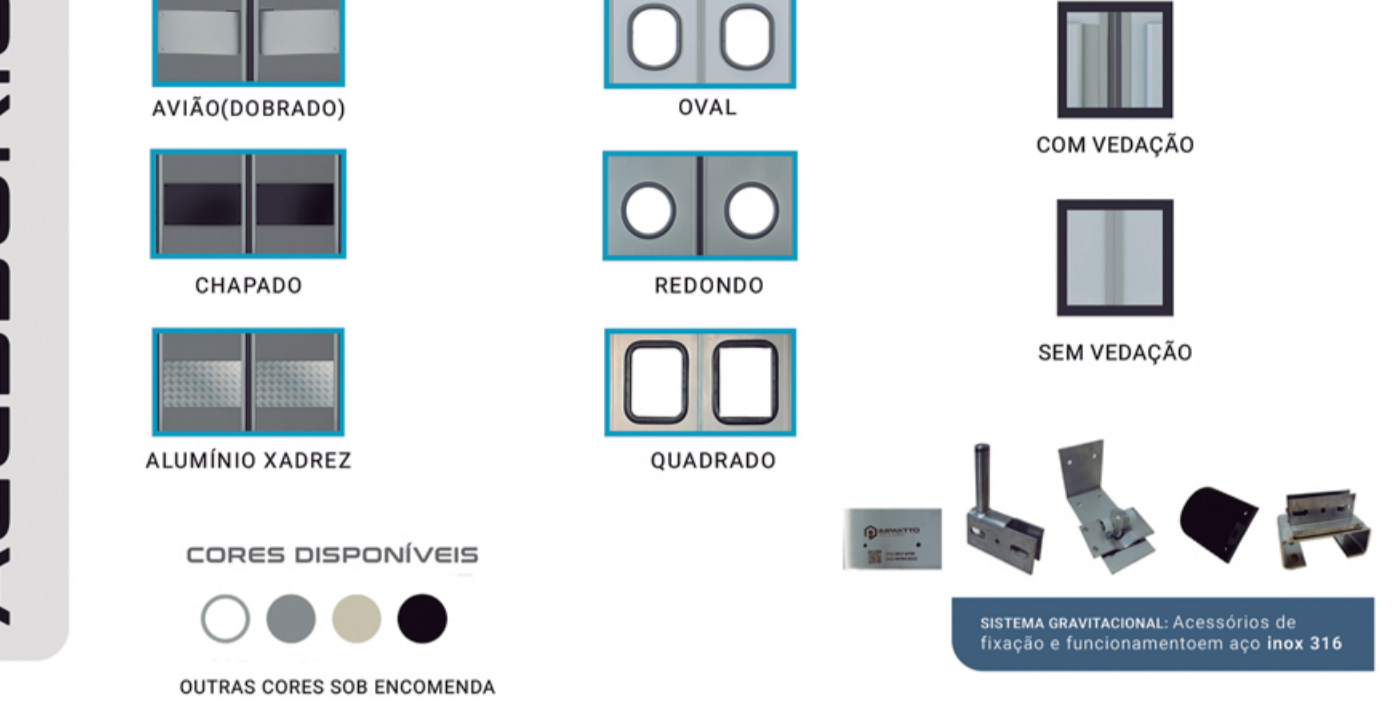 AVIÃO(DOBRADO)
OVAL
COM VEDAÇÃO
CHAPADO
REDONDO
SEM VEDAÇÃO
ALUMÍNIO XADREZ
QUADRADO
IMPAKTTO
CORES DISPONÍVEIS
SISTEMA GRAVITACIONAL: Acessórios de
fixação e funcionamentoem aço inox 316
OUTRAS CORES SOB ENCOMENDA